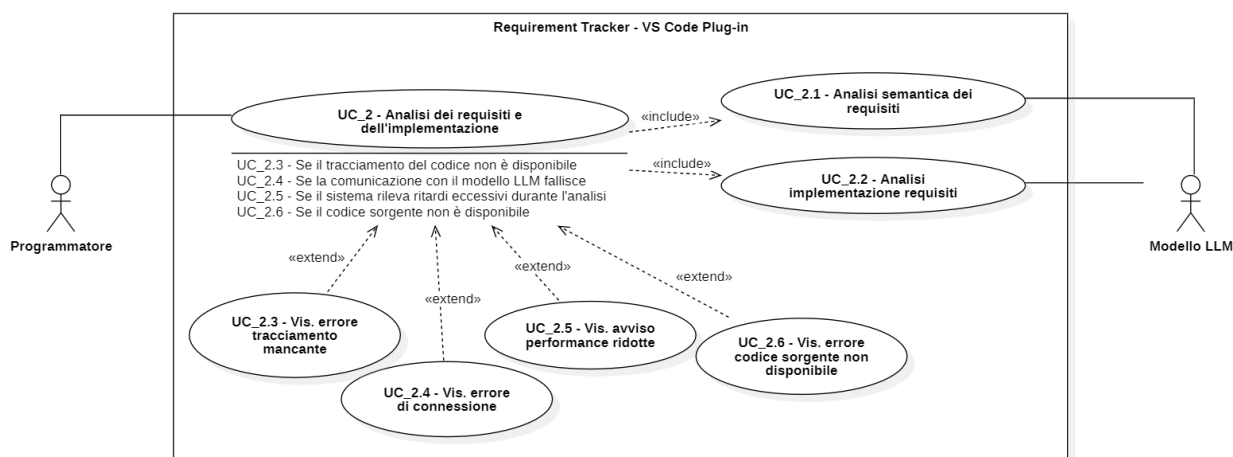 Requirement Tracker - VS Code Plug-in
UC_2 - Analisi dei requisiti e
dell'implementazione
«include»
UC_2.1 - Analisi semantica dei
requisiti
UC_2.3 - Se il tracciamento del codice non è disponibile
UC_2.4 - Se la comunicazione con il modello LLM fallisce
UC_2.5 - Se il sistema rileva ritardi eccessivi durante l'analisi
UC_2.6 - Se il codice sorgente non è disponibile
«include»
UC_2.2 - Analisi
implementazione requisiti
Programmatore
Modello LLM
«extend»
«extend»
«extend»
«extend»
UC_2.3 - Vis. errore
tracciamento
mancante
UC_2.4 - Vis. errore
di connessione
UC_2.5 - Vis. avviso
performance ridotte
UC_2.6 - Vis. errore
codice sorgente non
disponibile